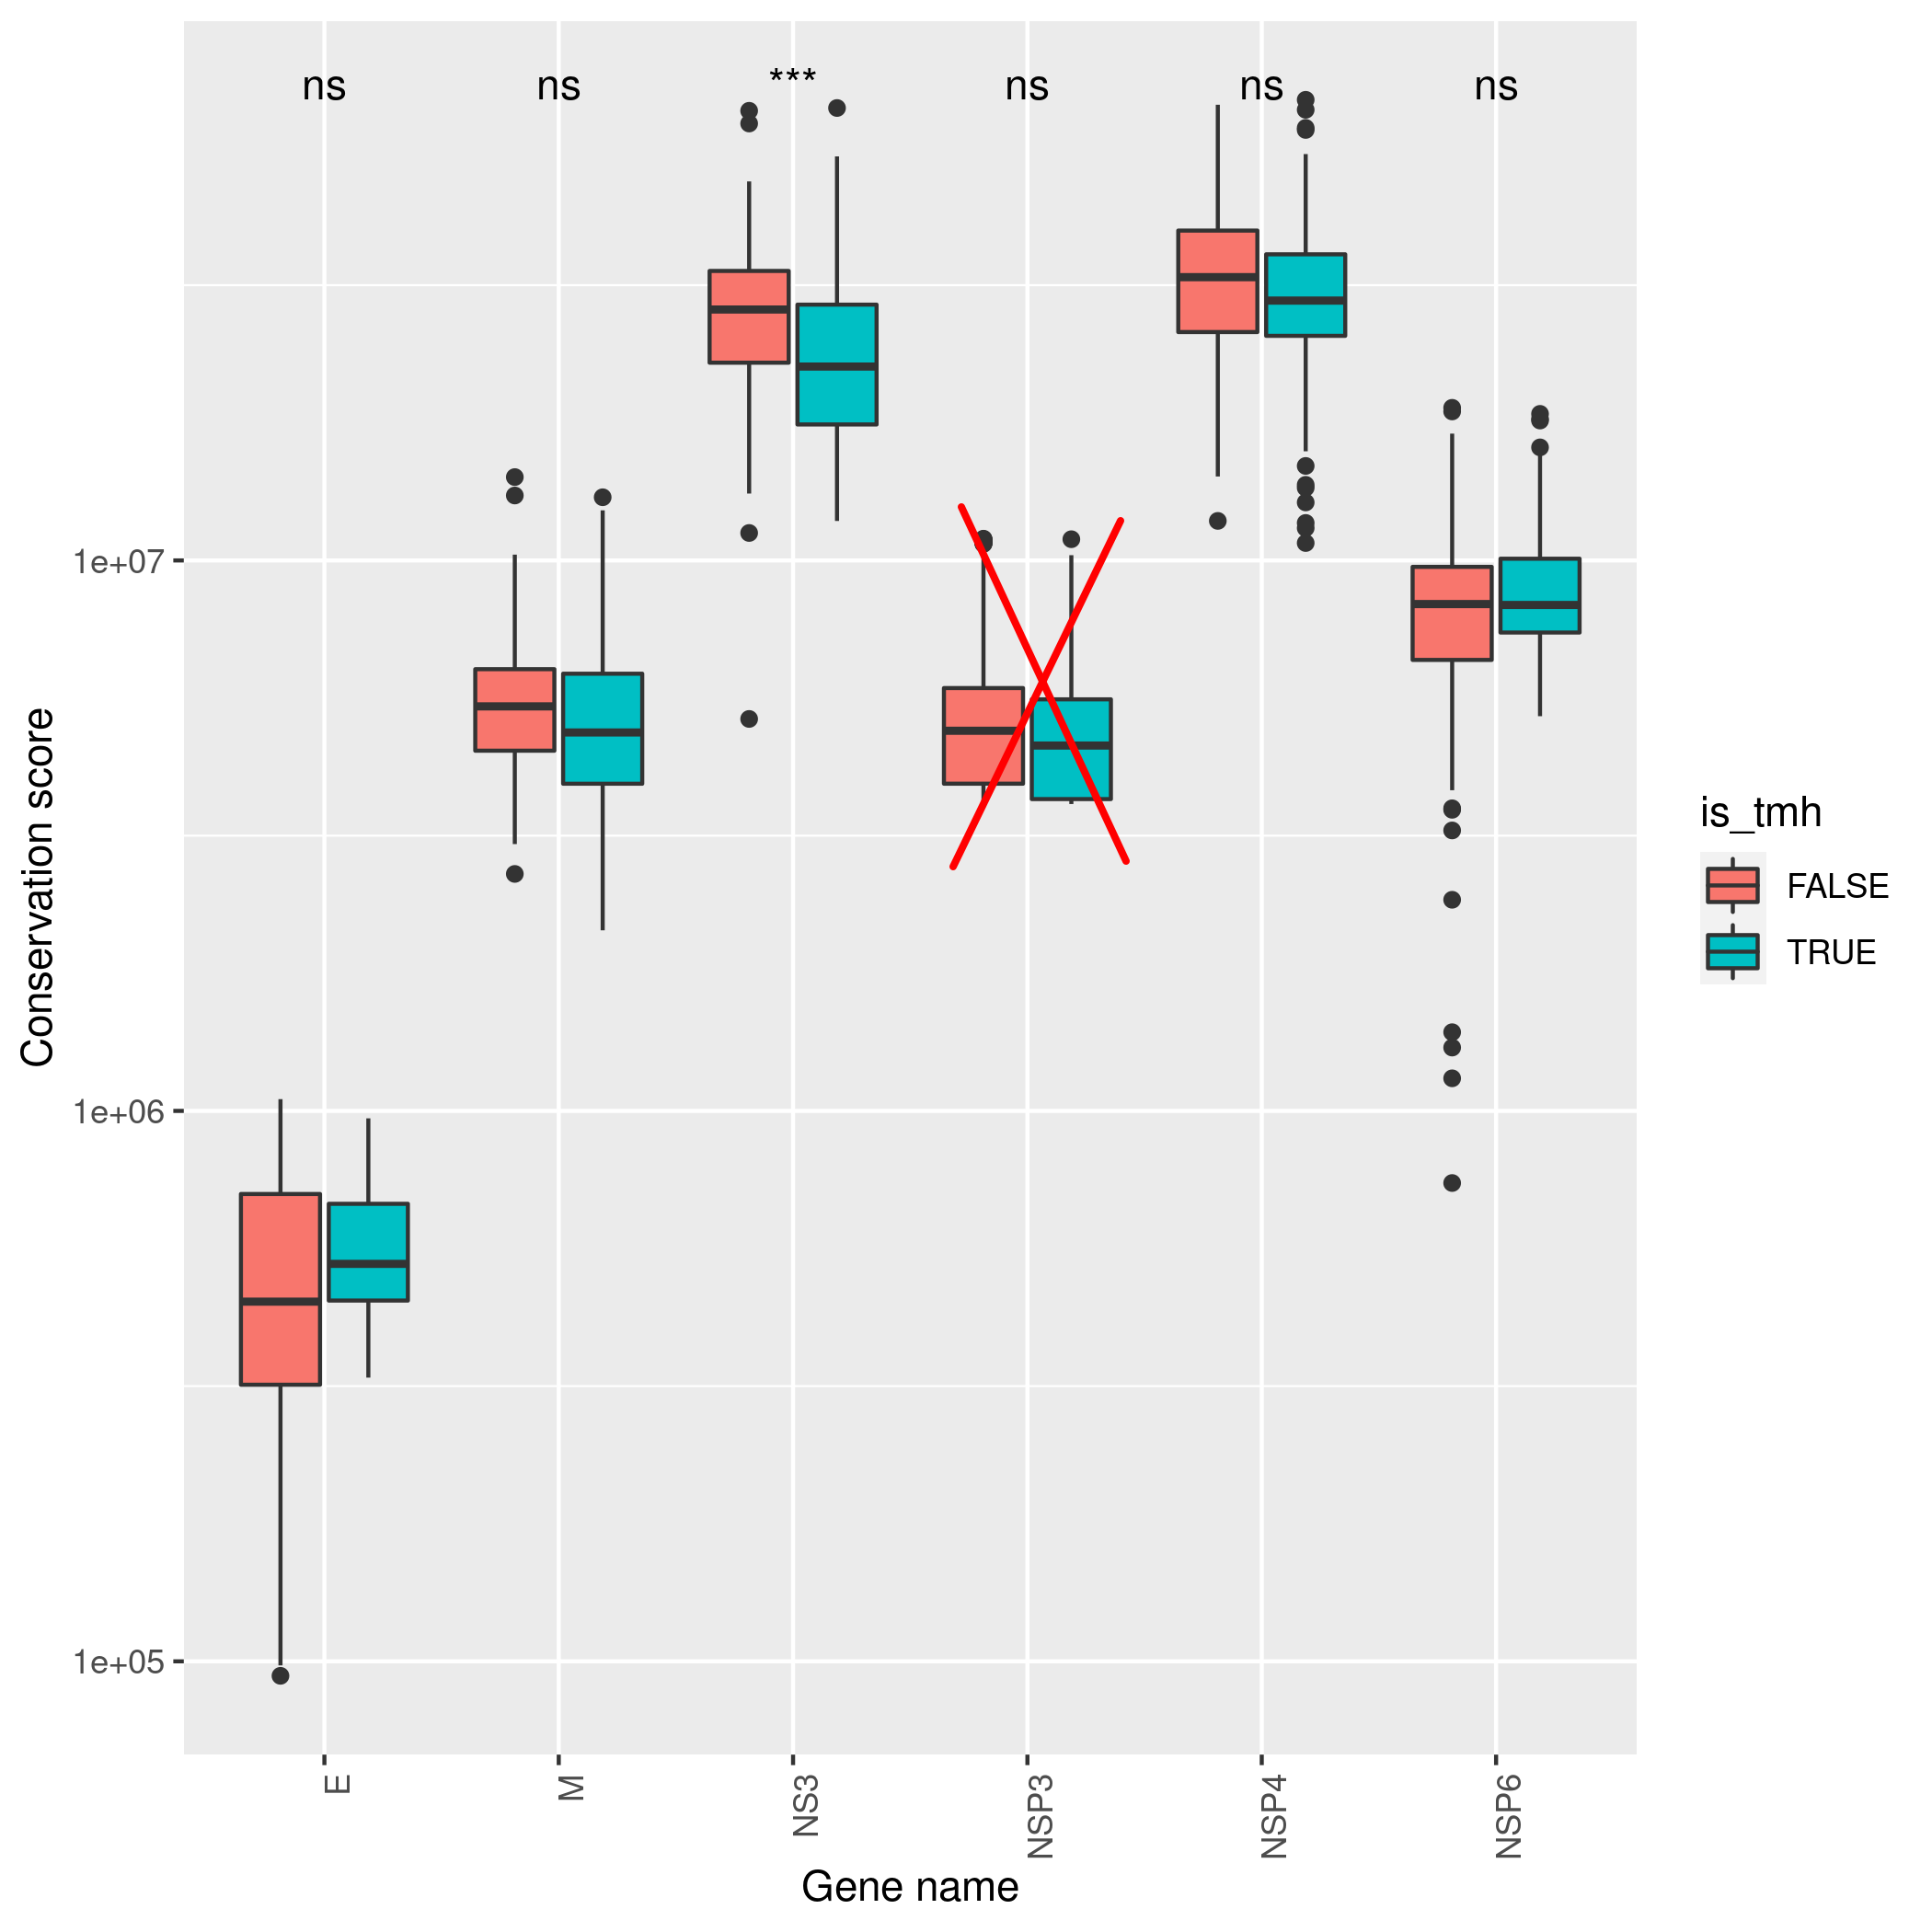 ns ns *** ns ns ns
1e+07
1e+06
1e+05
Conservation score
E M NS3 NSP3 NSP4 NSP6
Gene name
is_tmh
FALSE
TRUE